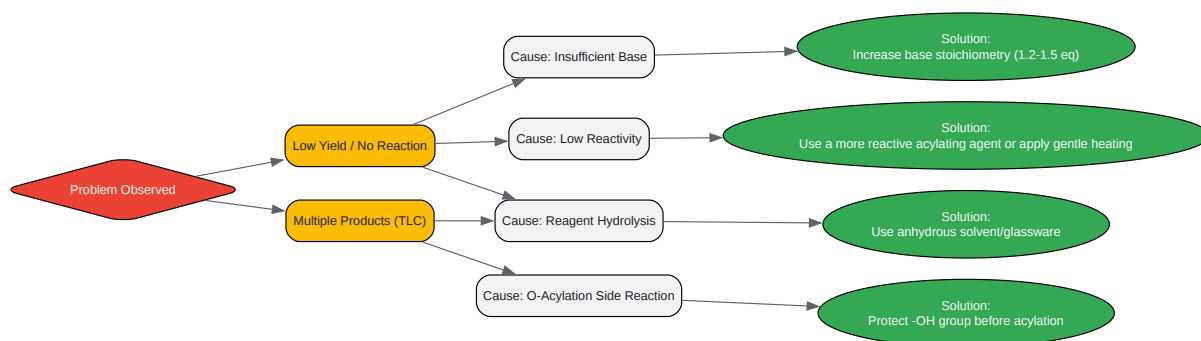 Problem Observed
Low Yield / No Reaction
Multiple Products (TLC)
Cause: Insufficient Base
Cause: Low Reactivity
Cause: Reagent Hydrolysis
Cause: O-Acylation Side Reaction
Solution:
Increase base stoichiometry (1.2-1.5 eq)
Solution:
Use a more reactive acylating agent or apply gentle heating
Solution:
Use anhydrous solvent/glassware
Solution:
Protect -OH group before acylation